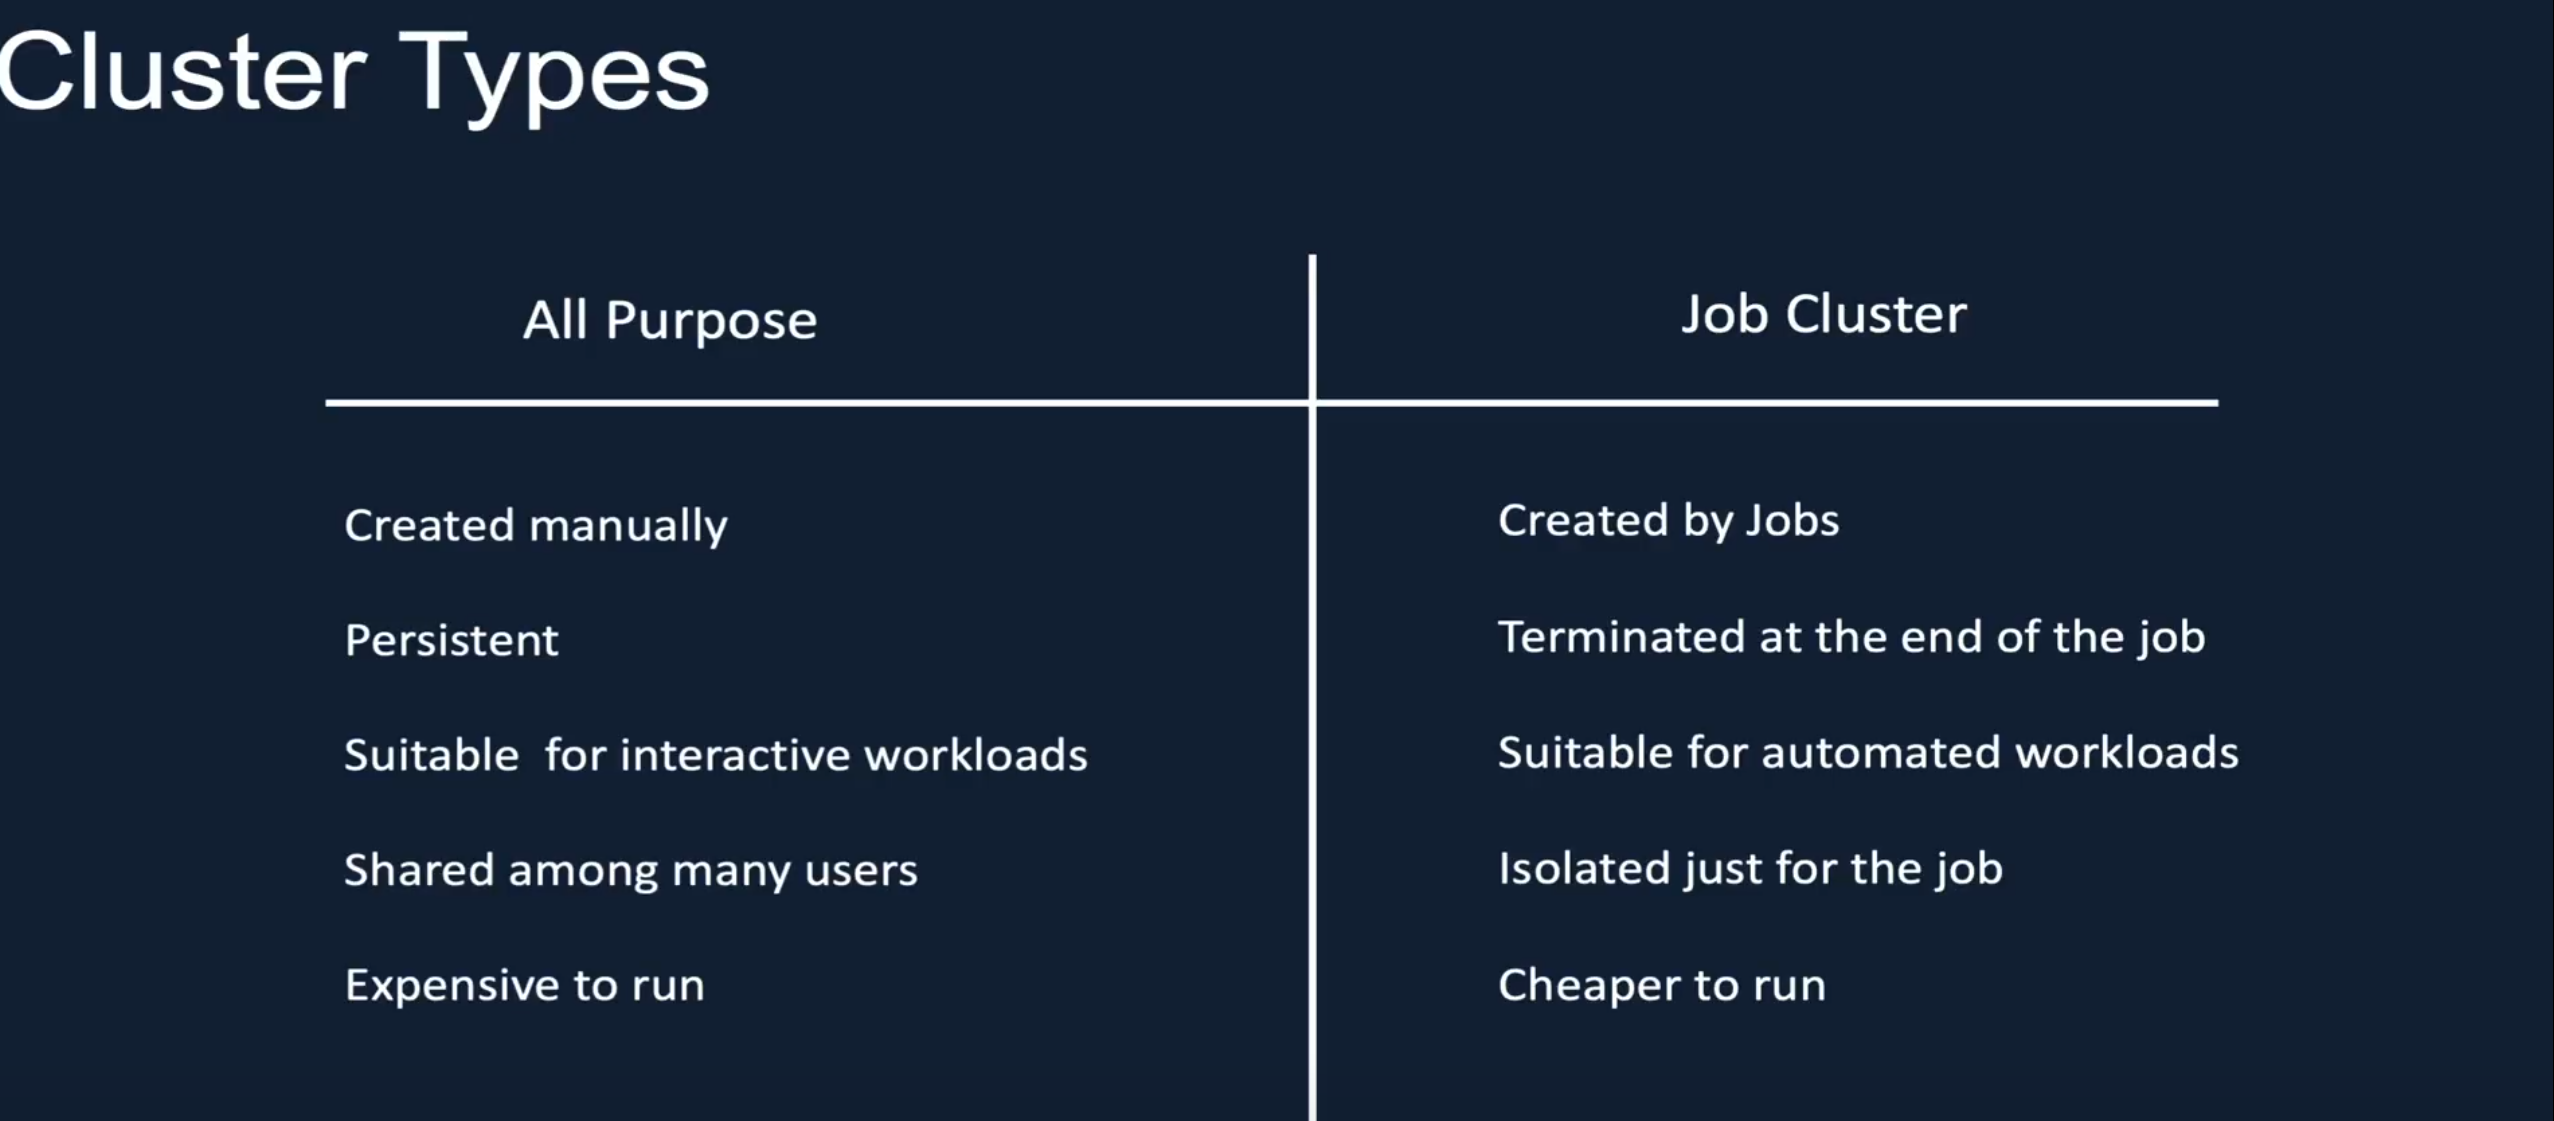 Cluster Types
All Purpose
Job Cluster
Created manually
Created by Jobs
Persistent
Terminated at the end of the job
Suitable  for interactive workloads
Suitable for automated workloads
Shared among many users
Isolated just for the job
Expensive to run
Cheaper to run